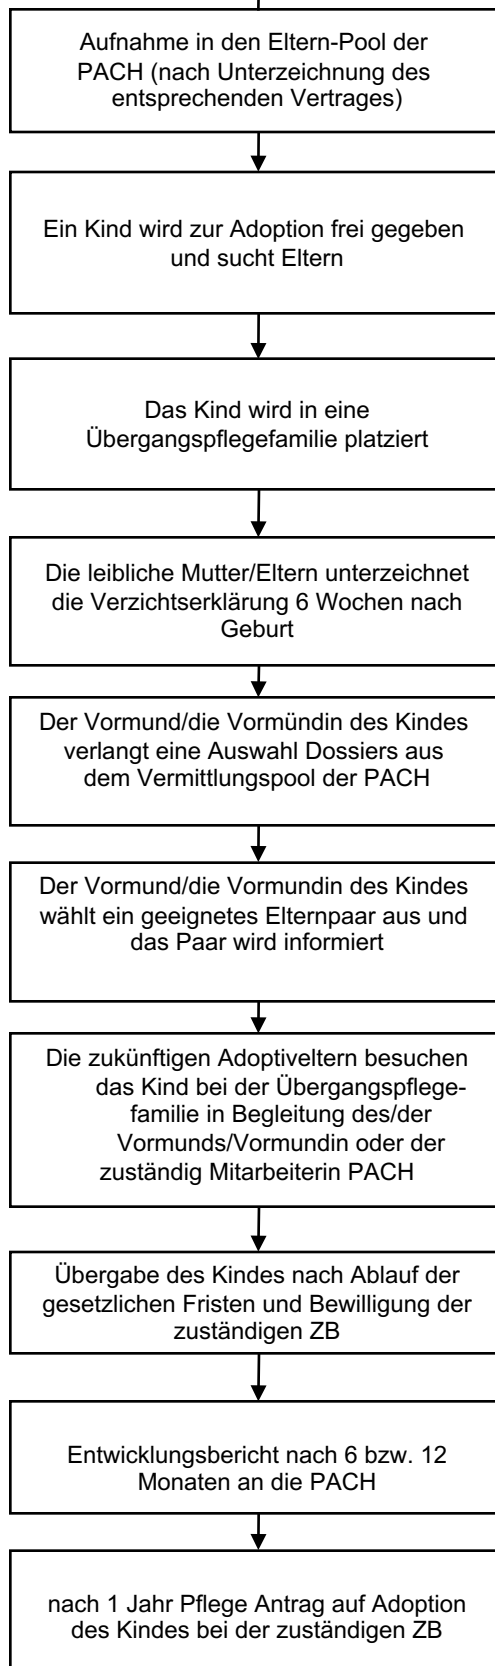 Aufnahme in den Eltern-Pool der
PACH (nach Unterzeichnung des
entsprechenden Vertrages)
Ein Kind wird zur Adoption frei gegeben
und sucht Eltern
Das Kind wird in eine
Übergangspflegefamilie platziert
Die leibliche Mutter/Eltern unterzeichnet
die Verzichtserklärung 6 Wochen nach
Geburt
Der Vormund/die Vormündin des Kindes
verlangt eine Auswahl Dossiers aus
dem Vermittlungspool der PACH
Der Vormund/die Vormundin des Kindes
wählt ein geeignetes Elternpaar aus und
das Paar wird informiert
Die zukünftigen Adoptiveltern besuchen
das Kind bei der Übergangspflege-
familie in Begleitung des/der
Vormunds/Vormundin oder der
zuständig Mitarbeiterin PACH
Übergabe des Kindes nach Ablauf der
gesetzlichen Fristen und Bewilligung der
zuständigen ZB
Entwicklungsbericht nach 6 bzw. 12
Monaten an die PACH
nach 1 Jahr Pflege Antrag auf Adoption
des Kindes bei der zuständigen ZB